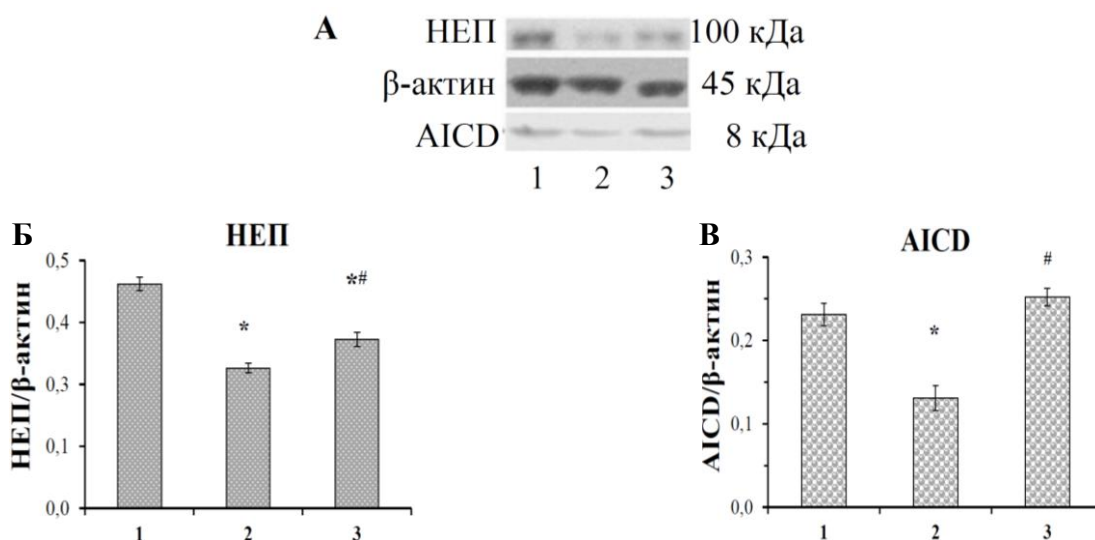 А
НЕП 100 кДа
β-актин 45 кДа
AICD 8 кДа
1 2 3
Б
НЕП
НЕП/β-актин
0,5
0,4
0,3
0,1
0,0
*
*#
1 2 3
В
AICD
AICD/β-актин
0,3
0,2
0,1
0,0
*
#
1 2 3